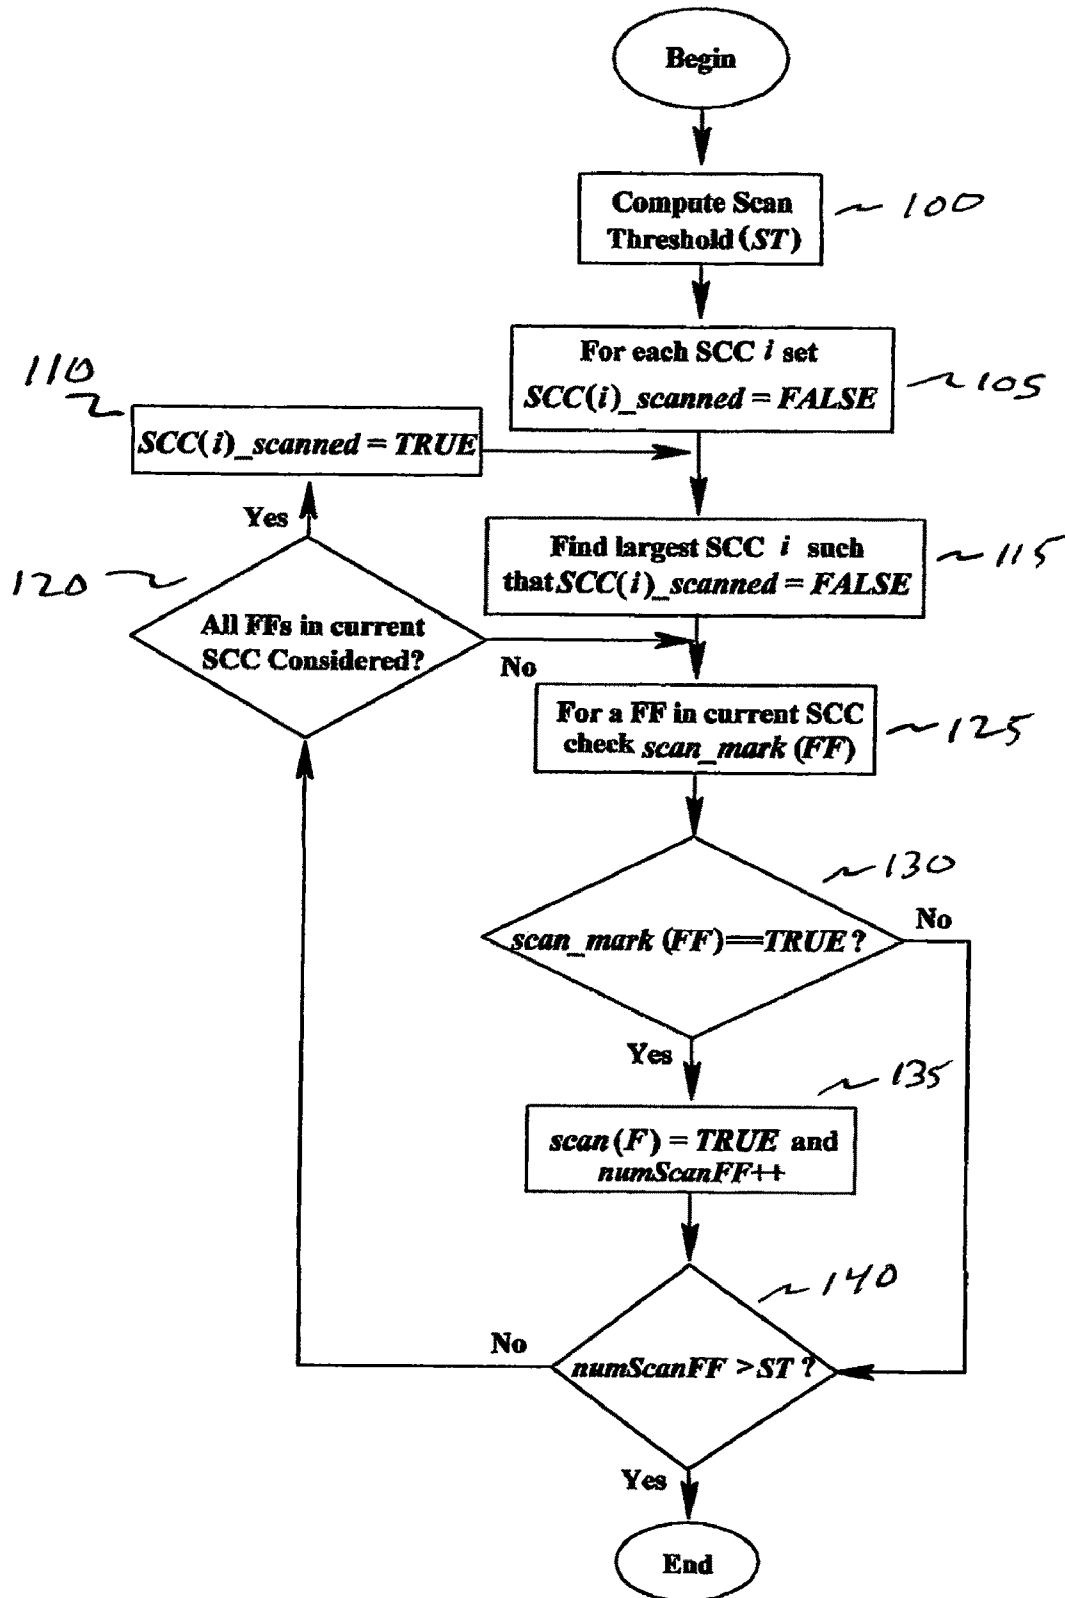 Begin
Compute Scan
Threshold (ST)
100
For each SCC i set
SCC(i)_scanned = FALSE
105
110
SCC(i)_scanned = TRUE
Yes
Find largest SCC i such
that SCC(i)_scanned = FALSE
115
120
All FFs in current
SCC Considered?
No
For a FF in current SCC
check scan_mark (FF)
125
130
scan_mark (FF)==TRUE ?
No
Yes
135
scan (F) = TRUE and
numScanFF++
140
No
numScanFF > ST ?
Yes
End